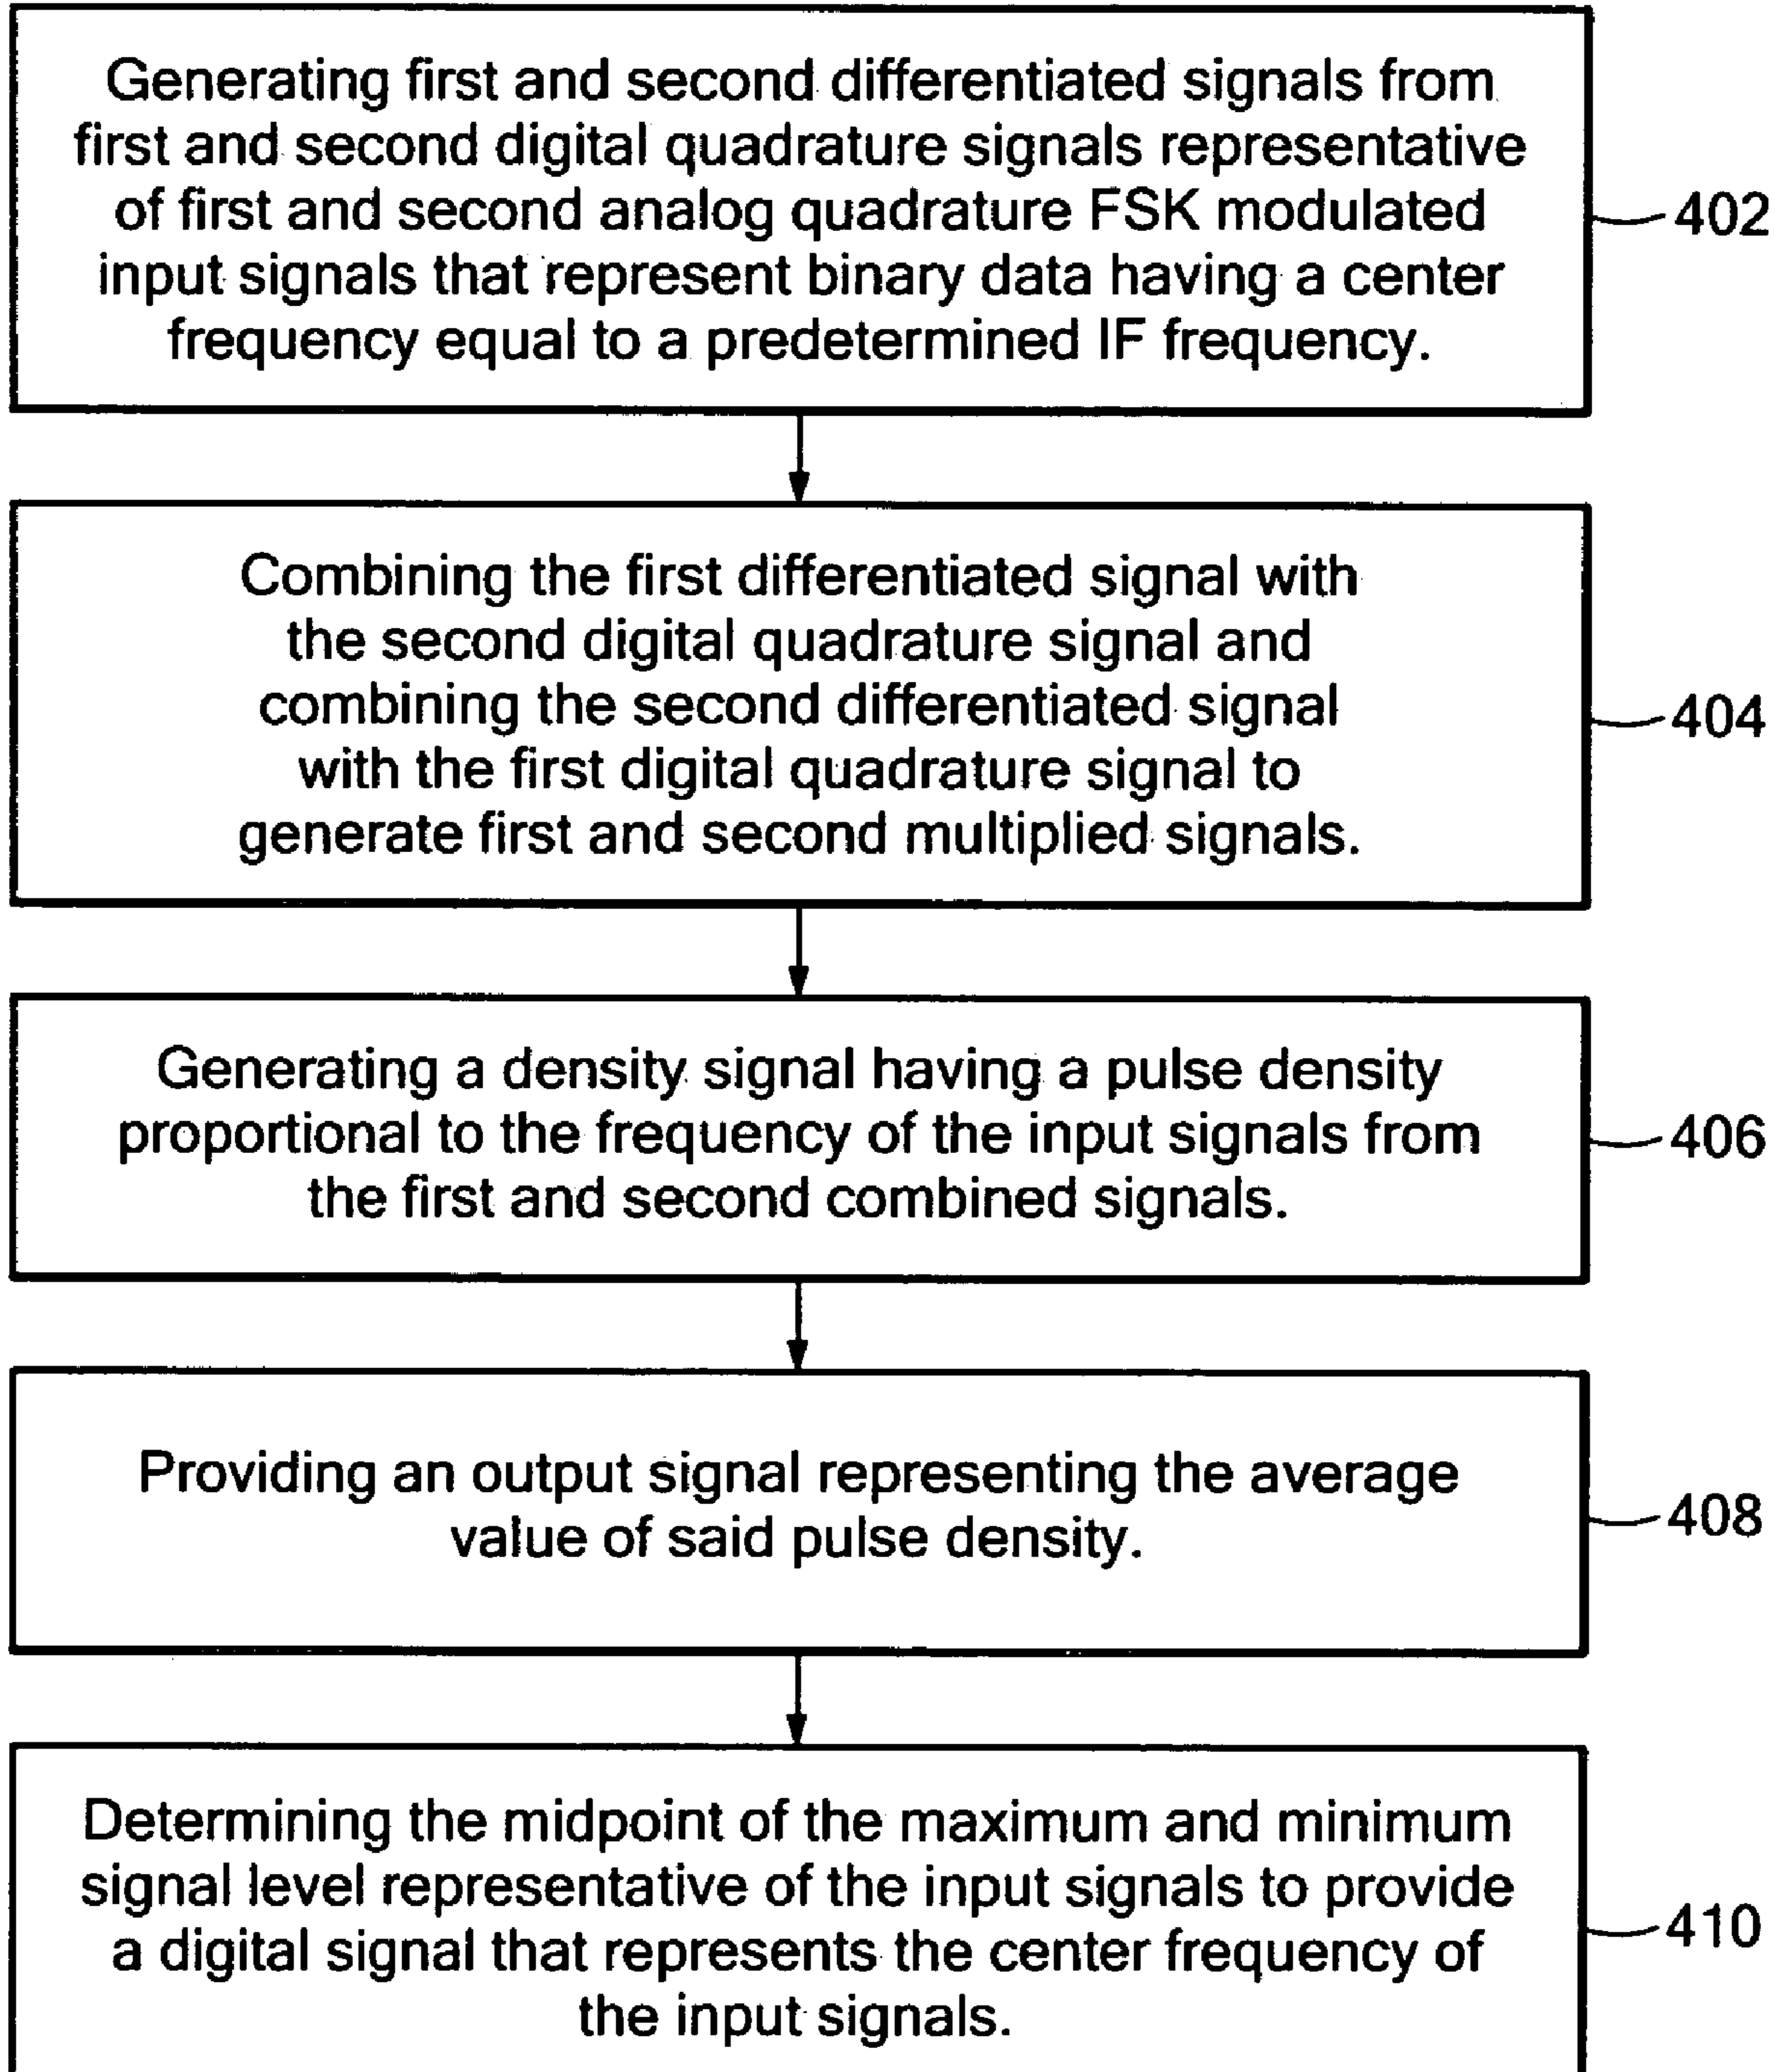 Generating first and second differentiated signals from
first and second digital quadrature signals representative
of first and second analog quadrature FSK modulated
input signals that represent binary data having a center
frequency equal to a predetermined IF frequency.
402
Combining the first differentiated signal with
the second digital quadrature signal and
combining the second differentiated signal
with the first digital quadrature signal to
generate first and second multiplied signals.
404
Generating a density signal having a pulse density
proportional to the frequency of the input signals from
the first and second combined signals.
406
Providing an output signal representing the average
value of said pulse density.
408
Determining the midpoint of the maximum and minimum
signal level representative of the input signals to provide
a digital signal that represents the center frequency of
the input signals.
410